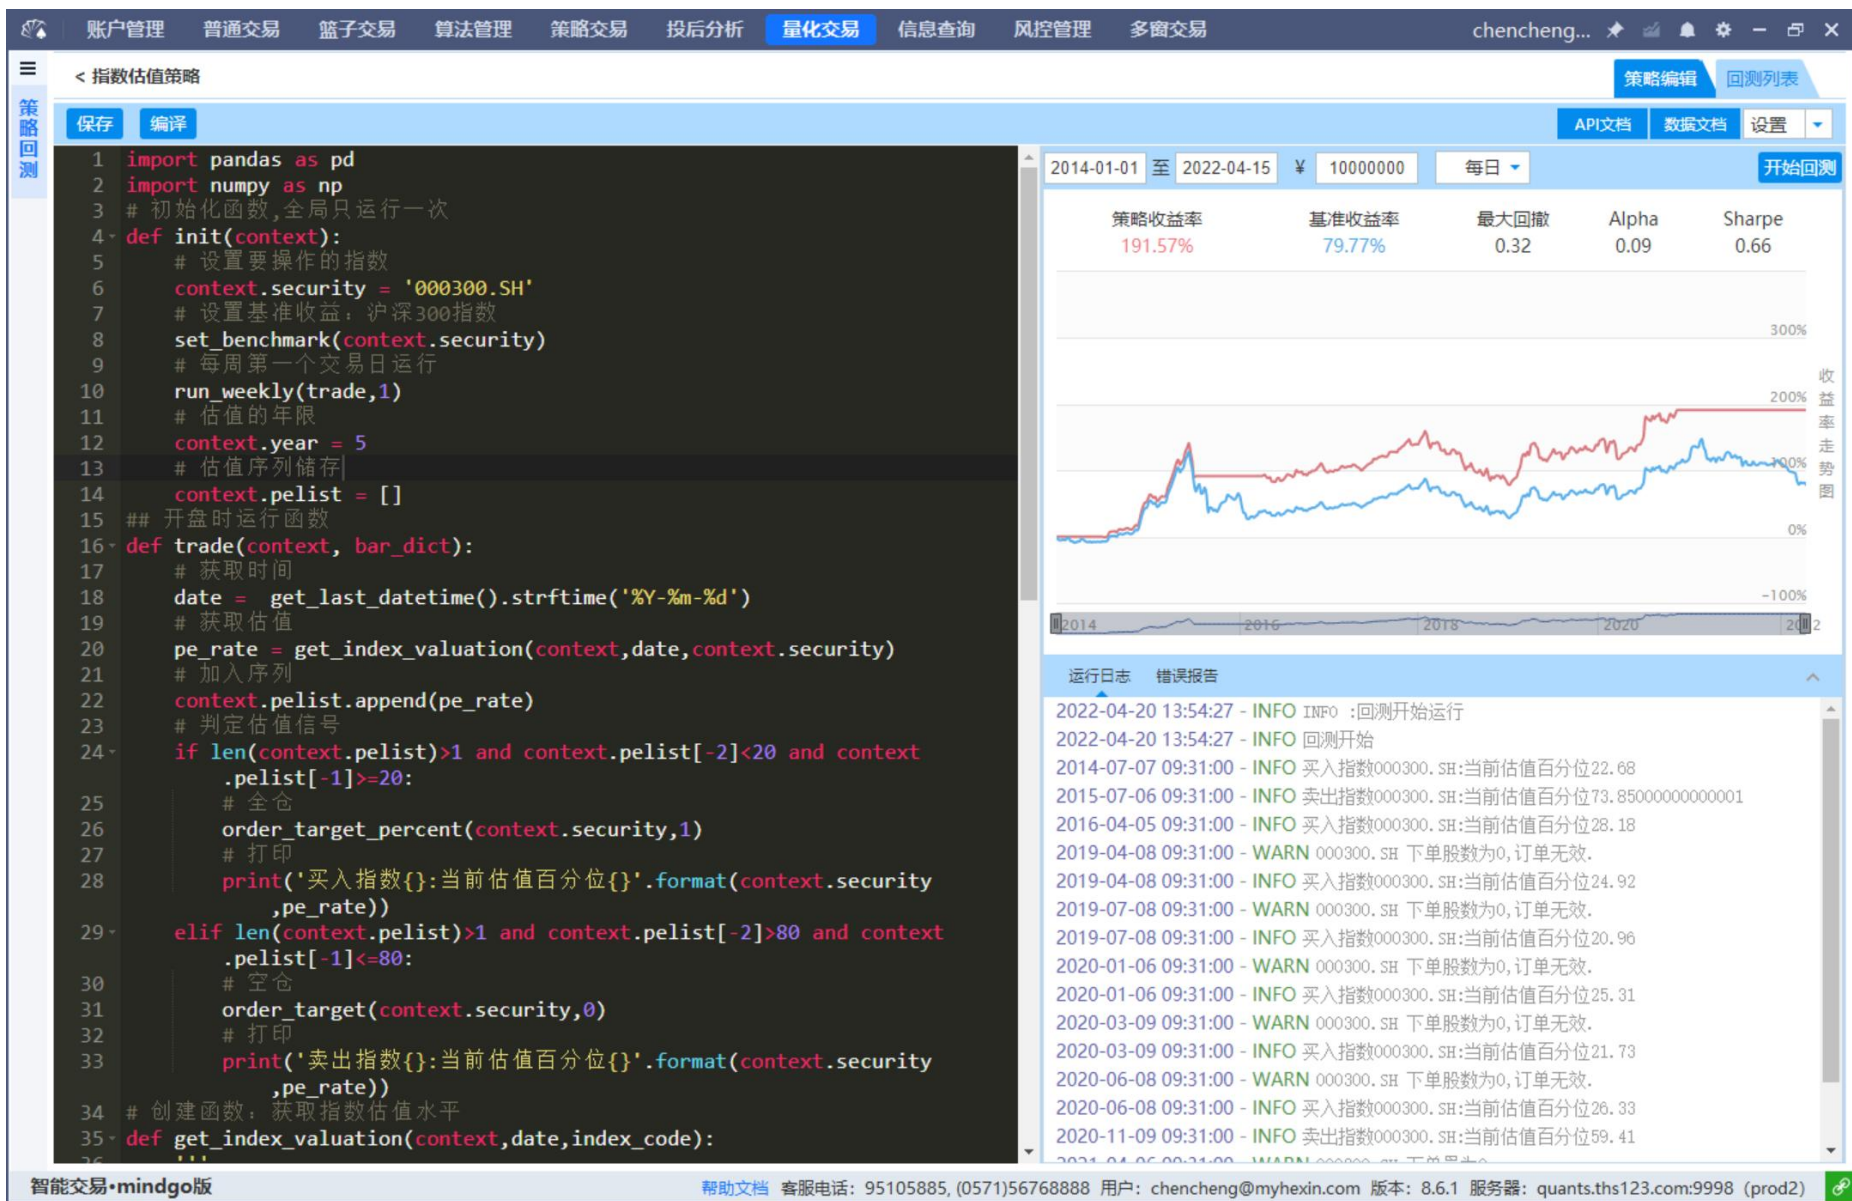 账户管理 普通交易 篮子交易 算法管理 策略交易 投后分析 量化交易 信息查询 风控管理 多窗交易 chencheng...
< 指数估值策略 策略编辑 回测列表
策略回测
保存 编译 API文档 数据文档 设置
1 import pandas as pd
2 import numpy as np
3 # 初始化函数,全局只运行一次
4 def init(context):
5 # 设置要操作的指数
6 context.security = '000300.SH'
7 # 设置基准收益：沪深300指数
8 set_benchmark(context.security)
9 # 每周第一个交易日运行
10 run_weekly(trade,1)
11 # 估值的年限
12 context.year = 5
13 # 估值序列储存
14 context.pelist = []
15 ## 开盘时运行函数
16 def trade(context, bar_dict):
17 # 获取时间
18 date =  get_last_datetime().strftime('%Y-%m-%d')
19 # 获取估值
20 pe_rate = get_index_valuation(context,date,context.security)
21 # 加入序列
22 context.pelist.append(pe_rate)
23 # 判定估值信号
24 if len(context.pelist)>1 and context.pelist[-2]<20 and context
.pelist[-1]>=20:
25 # 全仓
26 order_target_percent(context.security,1)
27 # 打印
28 print('买入指数{}:当前估值百分位{}'.format(context.security
,pe_rate))
29 elif len(context.pelist)>1 and context.pelist[-2]>80 and context
.pelist[-1]<=80:
30 # 空仓
31 order_target(context.security,0)
32 # 打印
33 print('卖出指数{}:当前估值百分位{}'.format(context.security
,pe_rate))
34 # 创建函数：获取指数估值水平
35 def get_index_valuation(context,date,index_code):
2014-01-01 至 2022-04-15 ¥ 10000000 每日 开始回测
策略收益率 基准收益率 最大回撤 Alpha Sharpe
191.57% 79.77% 0.32 0.09 0.66
300%
200%
100%
0%
-100%
收益率走势图
2014 2016 2018 2020
运行日志 错误报告
2022-04-20 13:54:27 - INFO INFO :回测开始运行
2022-04-20 13:54:27 - INFO 回测开始
2014-07-07 09:31:00 - INFO 买入指数000300.SH:当前估值百分位22.68
2015-07-06 09:31:00 - INFO 卖出指数000300.SH:当前估值百分位73.85000000000001
2016-04-05 09:31:00 - INFO 买入指数000300.SH:当前估值百分位28.18
2019-04-08 09:31:00 - WARN 000300.SH 下单股数为0,订单无效.
2019-04-08 09:31:00 - INFO 买入指数000300.SH:当前估值百分位24.92
2019-07-08 09:31:00 - WARN 000300.SH 下单股数为0,订单无效.
2019-07-08 09:31:00 - INFO 买入指数000300.SH:当前估值百分位20.96
2020-01-06 09:31:00 - WARN 000300.SH 下单股数为0,订单无效.
2020-01-06 09:31:00 - INFO 买入指数000300.SH:当前估值百分位25.31
2020-03-09 09:31:00 - WARN 000300.SH 下单股数为0,订单无效.
2020-03-09 09:31:00 - INFO 买入指数000300.SH:当前估值百分位21.73
2020-06-08 09:31:00 - WARN 000300.SH 下单股数为0,订单无效.
2020-06-08 09:31:00 - INFO 买入指数000300.SH:当前估值百分位26.33
2020-11-09 09:31:00 - INFO 卖出指数000300.SH:当前估值百分位59.41
智能交易•mindgo版 帮助文档 客服电话：95105885, (0571)56768888 用户：chencheng@myhexin.com 版本：8.6.1 服务器：quants.ths123.com:9998（prod2）